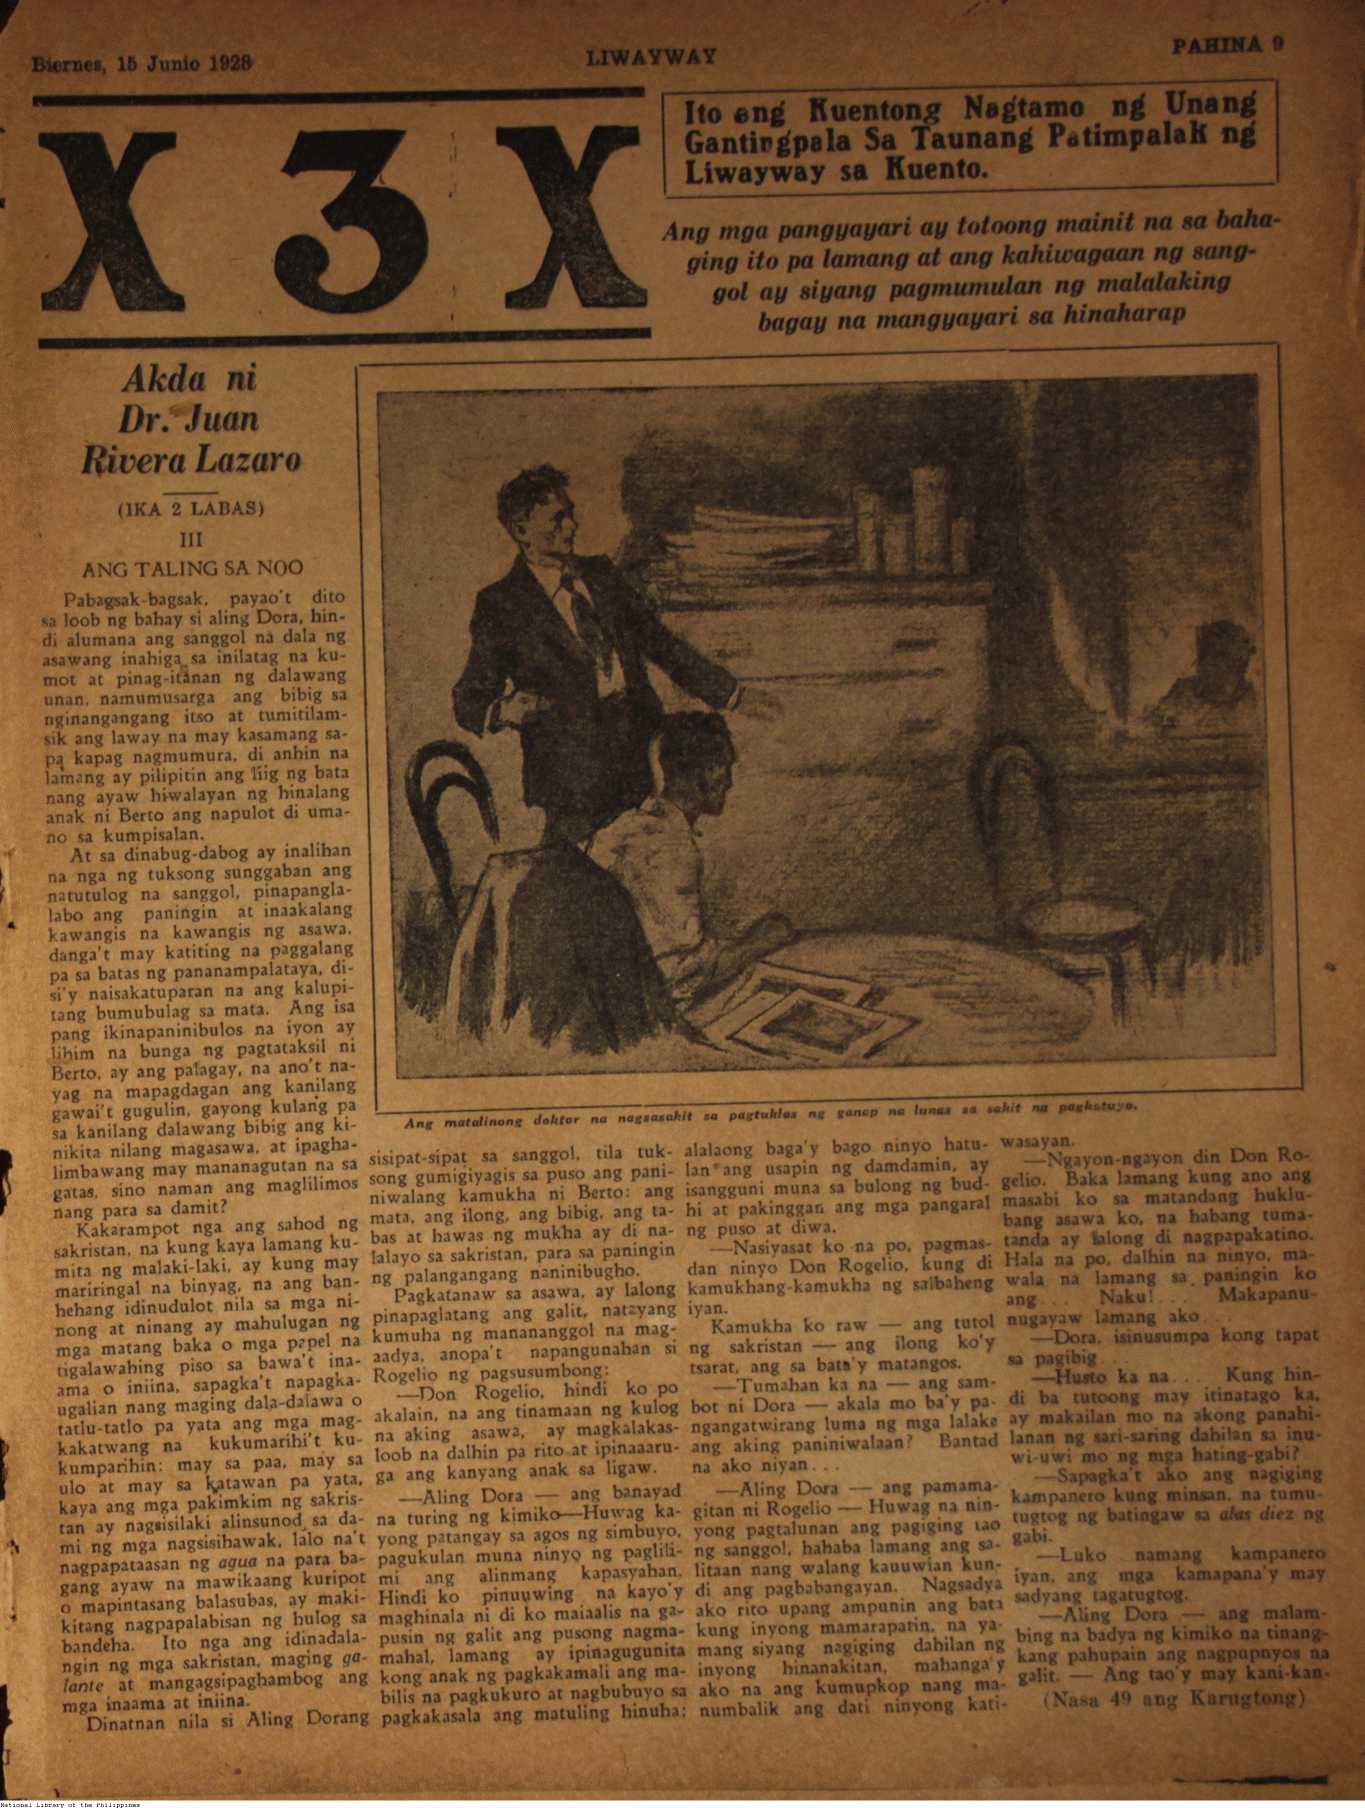 Biernes, 15 Junio 1928
LIWAYWAY
PAHINA 9
X 3 X
Ito ang Kuentong Nagtamo ng Unang
Gantingpala Sa Taunang Patimpalak ng
Liwayway sa Kuento.
Ang mga pangyayari ay totoong mainit na sa baha-
ging ito pa lamang at ang kahiwagaan ng sang-
gol ay siyang pagmumulan ng malalaking
bagay na mangyayari sa hinaharap
Akda ni
Dr. Juan
Rivera Lazaro
(IKA 2 LABAS)
III
ANG TALING SA NOO
Pabagsak-bagsak, payao't dito
sa loob ng bahay si aling Dora, hin-
di alumana ang sanggol na dala ng
asawang inahiga sa inilatag na ku-
mot at pinag-itanan ng dalawang
unan, namumusarga ang bibig sa
nginangangang itso at tumitilam-
sik ang laway na may kasamang sa-
pa kapag nagmumura, di anhin na
lamang ay pilipitin ang liig ng bata
nang ayaw hiwalayan ng hinalang
anak ni Berto ang napulot di uma-
no sa kumpisalan.
At sa dinabug-dabog ay inalihan
na nga ng tuksong sunggaban ang
natutulog na sanggol, pinapangla-
labo ang paningin at inaakalang
kawangis na kawangis ng asawa,
danga't may katiting na paggalang
pa sa batas ng pananampalataya, di-
si'y naisakatuparan na ang kalupi-
tang bumubulag sa mata. Ang isa
pang ikinapaninibulos na iyon ay
lihim na bunga ng pagtataksil ni
Berto, ay ang palagay, na ano't na-
yag na mapagdagan ang kanilang
gawai't gugulin, gayong kulang pa
sa kanilang dalawang bibig ang ki-
nikita nilang magasawa, at ipagha-
limbawang may mananagutan na sa
gatas, sino naman ang maglilimos
nang para sa damit?
Kakarampot nga ang sahod ng
sakristan, na kung kaya lamang ku-
mita ng malaki-laki, ay kung may
mariringal na binyag, na ang ban-
hehang idinudulot nila sa mga ni-
nong at ninang ay mahulugan ng
mga matang baka o mga papel na
tigalawahing piso sa bawa't ina-
ama o iniina, sapagka't napagka-
ugalian nang maging dala-dalawa o
tatlu-tatlo pa yata ang mga mag-
kakatwang na kukumarihi't ku-
kumparihin: may sa paa, may sa
ulo at may sa katawan pa yata,
kaya ang mga pakimkim ng sakris-
tan ay nagsisilaki alinsunod sa da-
mi ng mga nagsisihawak, lalo na't
nagpapataasan ng agua na para ba-
gang ayaw na mawikaang kuripot
o mapintasang balasubas, ay maki-
kitang nagpapalabisan ng hulog sa
bandeha. Ito nga ang idinadala-
ngin ng mga sakristan, maging ga-
lante at mangagsipaghambog ang
mga inaama at iniina.
Dinatnan nila si Aling Dorang
Ang matalinong doktor na nagsasakit sa pagtuklas ng ganap na lunas sa sakit na pagkatuyo.
sisipat-sipat sa sanggol, tila tuk-
song gumigiyagis sa puso ang pani-
niwalang kamukha ni Berto: ang
mata, ang ilong, ang bibig, ang ta-
bas at hawas ng mukha ay di na-
lalayo sa sakristan, para sa paningin
ng palangangang naninibugho.
Pagkatanaw sa asawa, ay lalong
pinapaglatang ang galit, natayang
kumuha ng manananggol na mag-
aadya, anopa't napangunahan si
Rogelio ng pagsusumbong:
—Don Rogelio, hindi ko po
akalain, na ang tinamaan ng kulog
na aking asawa, ay magkalakas-
loob na dalhin pa rito at ipinaaaru-
ga ang kanyang anak sa ligaw.
—Aling Dora — ang banayad
na turing ng kimiko—Huwag ka-
yong patangay sa agos ng simbuyo,
pagukulan muna ninyo ng paglili-
mi ang alinmang kapasyahan.
Hindi ko pinuuwing na kayo'y
maghinala ni di ko maiaalis na ga-
pusin ng galit ang pusong nagma-
mahal, lamang ay ipinagugunita
kong anak ng pagkakamali ang ma-
bilis na pagkukuro at nagbubuyo sa
pagkakasala ang matuling hinuha;
alalaong baga'y bago ninyo hatu-
lan ang usapin ng damdamin, ay
isangguni muna sa bulong ng bud-
hi at pakinggan ang mga pangaral
ng puso at diwa.
—Nasiyasat ko na po, pagmas-
dan ninyo Don Rogelio, kung di
kamukhang-kamukha ng salbaheng
iyan.
Kamukha ko raw — ang tutol
ng sakristan — ang ilong ko'y
tsarat, ang sa bata'y matangos.
—Tumahan ka na — ang sam-
bot ni Dora — akala mo ba'y pa-
ngangatwirang luma ng mga lalake
ang aking paniniwalaan? Bantad
na ako niyan...
—Aling Dora — ang pamama-
gitan ni Rogelio — Huwag na nin-
yong pagtalunan ang pagiging tao
ng sanggol, hahaba lamang ang sa-
litaan nang walang kauuwian kun-
di ang pagbabangayan. Nagsadya
ako rito upang ampunin ang bata
kung inyong mamarapatin, na ya-
mang siyang nagiging dahilan ng
inyong hinanakitan, mahanga'y
ako na ang kumupkop nang ma-
numbalik ang dati ninyong kati-
wasayan.
—Ngayon-ngayon din Don Ro-
gelio. Baka lamang kung ano ang
masabi ko sa matandang huklu-
bang asawa ko, na habang tuma-
tanda ay lalong di nagpapakatino.
Hala na po, dalhin na ninyo, ma-
wala na lamang sa paningin ko
ang... Naku!... Makapanu-
nugayaw lamang ako...
—Dora, isinusumpa kong tapat
sa pagibig...
—Husto ka na... Kung hin-
di ba tutoong may itinatago ka,
ay makailan mo na akong panahi-
lanan ng sari-saring dahilan sa inu-
wi-uwi mo ng mga hating-gabi?
—Sapagka't ako ang nagiging
kampanero kung minsan, na tumu-
tugtog ng batingaw sa alas diez ng
gabi.
—Luko namang kampanero
iyan, ang mga kamapana'y may
sadyang tagatugtog.
—Aling Dora — ang malam-
bing na badya ng kimiko na tinang-
kang pahupain ang nagpupuyos na
galit. — Ang tao'y may kani-kan-
(Nasa 49 ang Karugtong)
National Library of the Philippines